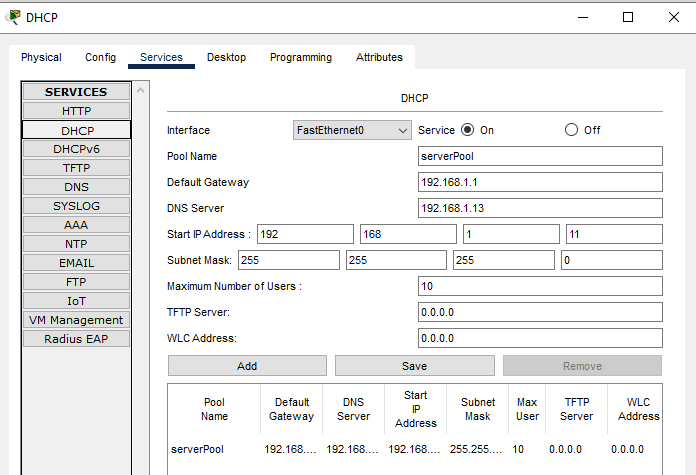 DHCP
Physical Config Services Desktop Programming Attributes
SERVICES
HTTP
DHCP
DHCPv6
TFTP
DNS
SYSLOG
AAA
NTP
EMAIL
FTP
IoT
VM Management
Radius EAP
DHCP
Interface FastEthernet0 Service On Off
Pool Name serverPool
Default Gateway 192.168.1.1
DNS Server 192.168.1.13
Start IP Address : 192 168 1 11
Subnet Mask: 255 255 255 0
Maximum Number of Users : 10
TFTP Server: 0.0.0.0
WLC Address: 0.0.0.0
Add Save Remove
Pool Name Default Gateway DNS Server Start IP Address Subnet Mask Max User TFTP Server WLC Address
serverPool 192.168.... 192.168.... 192.168.... 255.255.... 10 0.0.0.0 0.0.0.0